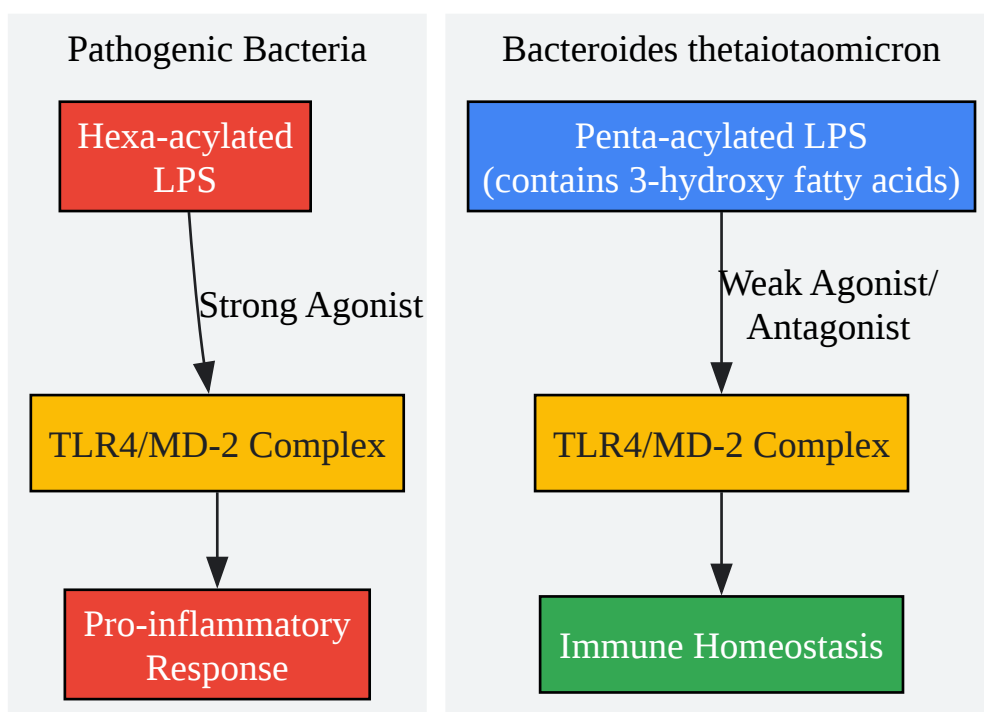 Pathogenic Bacteria
Hexa-acylated
LPS
Strong Agonist
TLR4/MD-2 Complex
Pro-inflammatory
Response
Bacteroides thetaiotaomicron
Penta-acylated LPS
(contains 3-hydroxy fatty acids)
Weak Agonist/
Antagonist
TLR4/MD-2 Complex
Immune Homeostasis